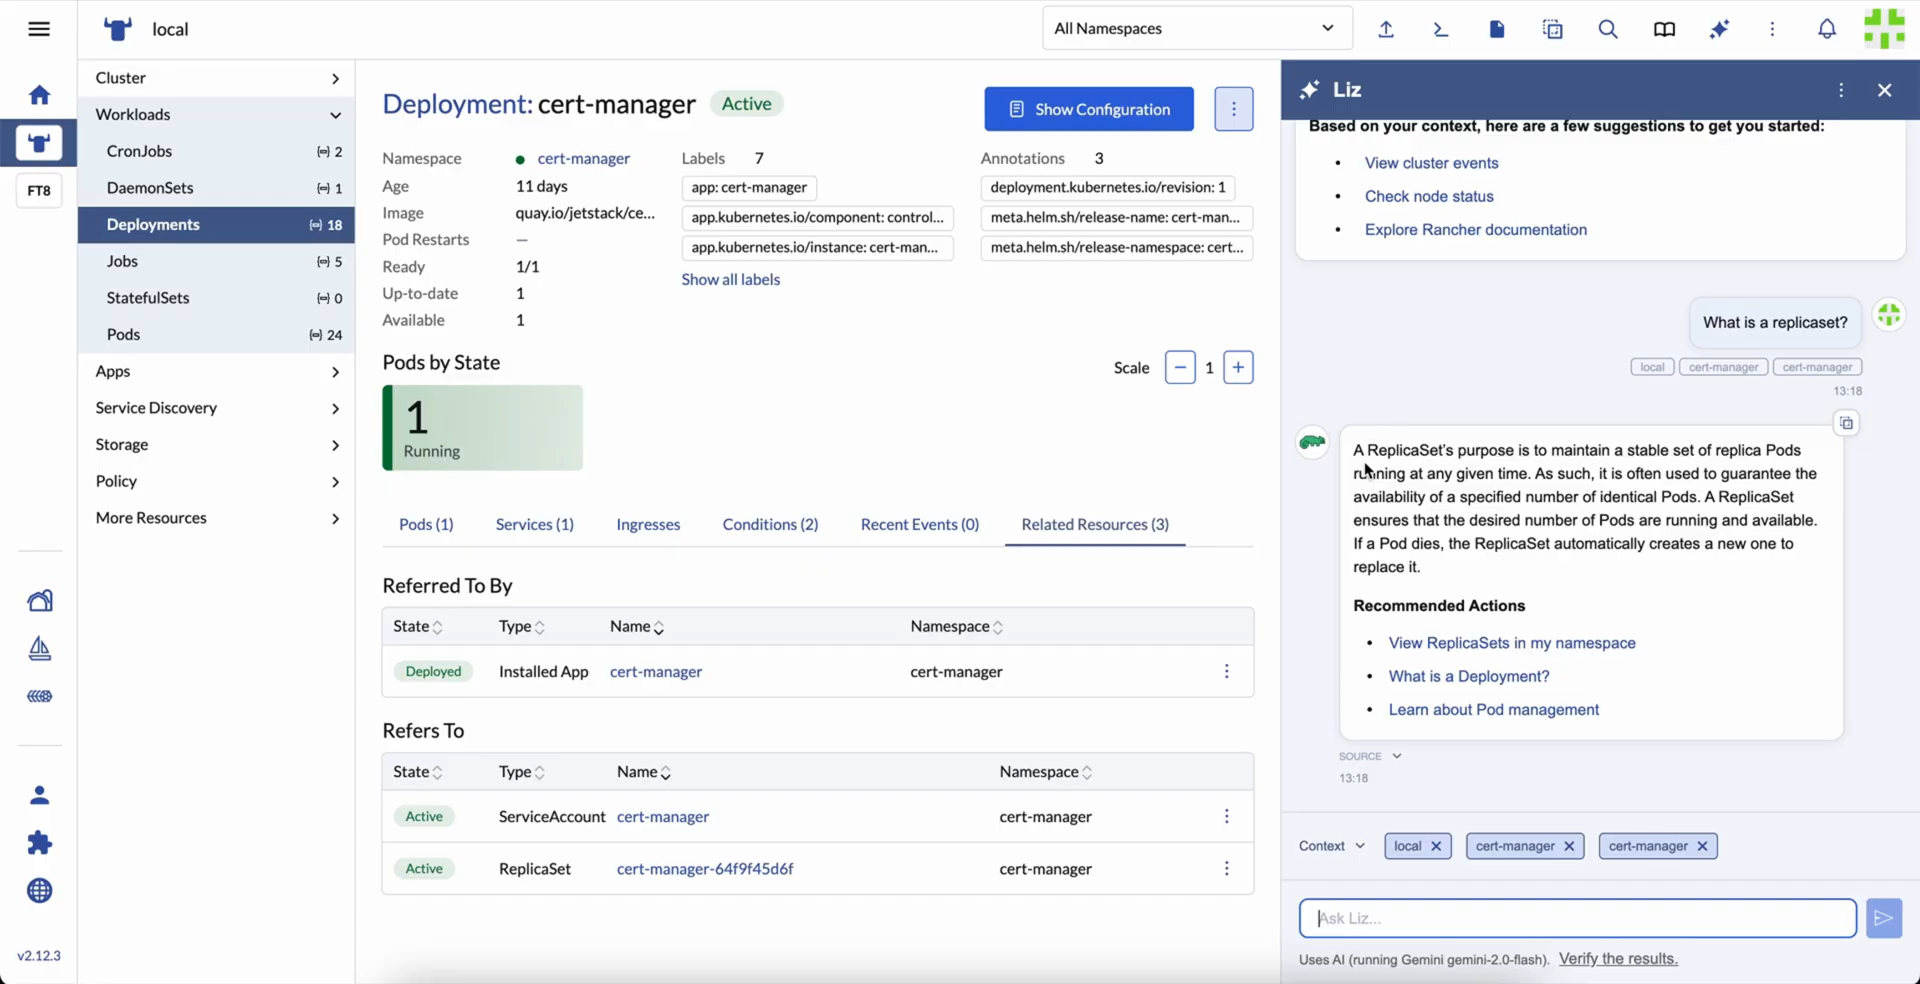 local
All Namespaces
FT8
v2.12.3
Cluster
Workloads
CronJobs 2
DaemonSets 1
Deployments 18
Jobs 5
StatefulSets 0
Pods 24
Apps
Service Discovery
Storage
Policy
More Resources
Deployment: cert-manager Active
Show Configuration
Namespace cert-manager
Age 11 days
Image quay.io/jetstack/ce...
Pod Restarts —
Ready 1/1
Up-to-date 1
Available 1
Labels 7
app: cert-manager
app.kubernetes.io/component: control...
app.kubernetes.io/instance: cert-man...
Show all labels
Annotations 3
deployment.kubernetes.io/revision: 1
meta.helm.sh/release-name: cert-man...
meta.helm.sh/release-namespace: cert...
Pods by State
Scale 1
1
Running
Pods (1) Services (1) Ingresses Conditions (2) Recent Events (0) Related Resources (3)
Referred To By
State Type Name Namespace
Deployed Installed App cert-manager cert-manager
Refers To
State Type Name Namespace
Active ServiceAccount cert-manager cert-manager
Active ReplicaSet cert-manager-64f9f45d6f cert-manager
Liz
Based on your context, here are a few suggestions to get you started:
• View cluster events
• Check node status
• Explore Rancher documentation
What is a replicaset?
local cert-manager cert-manager
13:18
A ReplicaSet's purpose is to maintain a stable set of replica Pods
running at any given time. As such, it is often used to guarantee the
availability of a specified number of identical Pods. A ReplicaSet
ensures that the desired number of Pods are running and available.
If a Pod dies, the ReplicaSet automatically creates a new one to
replace it.
Recommended Actions
• View ReplicaSets in my namespace
• What is a Deployment?
• Learn about Pod management
SOURCE
13:18
Context local cert-manager cert-manager
Ask Liz...
Uses AI (running Gemini gemini-2.0-flash). Verify the results.